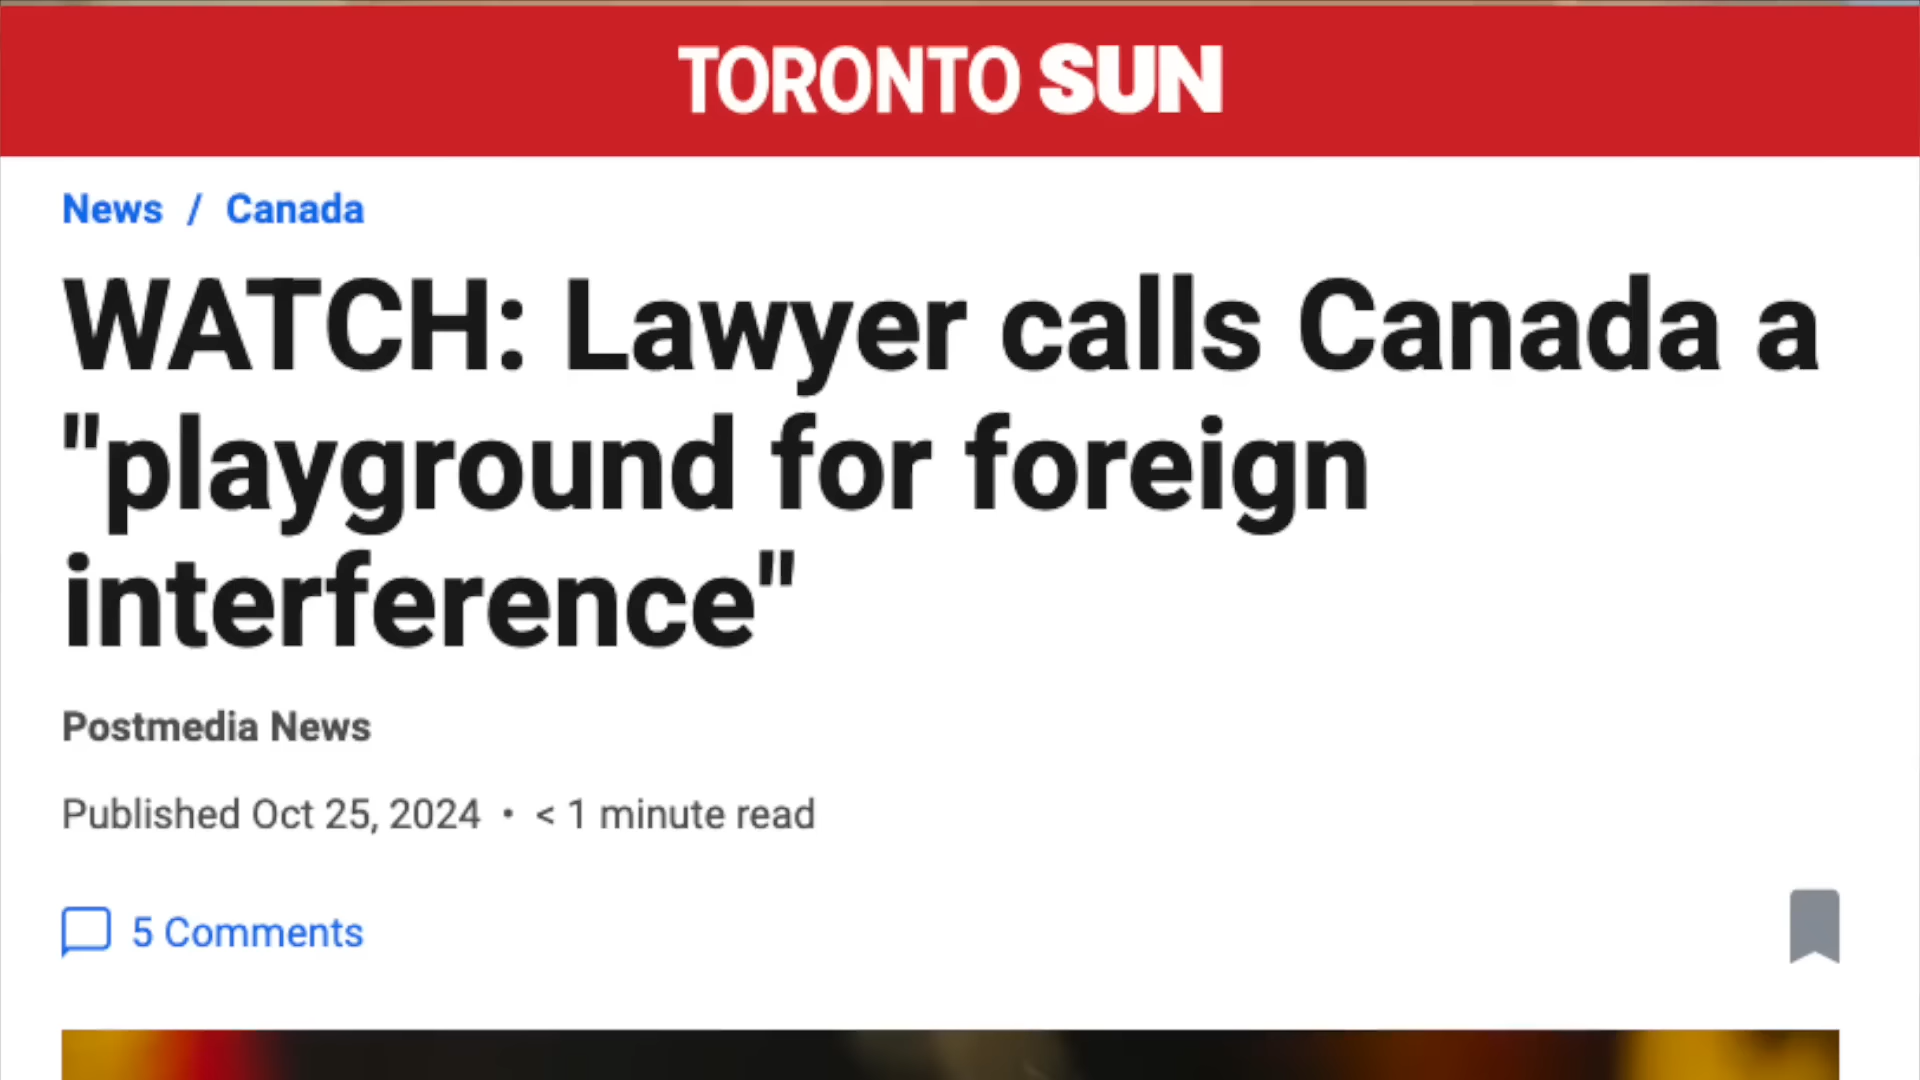 TORONTO SUN
News / Canada
WATCH: Lawyer calls Canada a
"playground for foreign
interference"
Postmedia News
Published Oct 25, 2024 • < 1 minute read
5 Comments